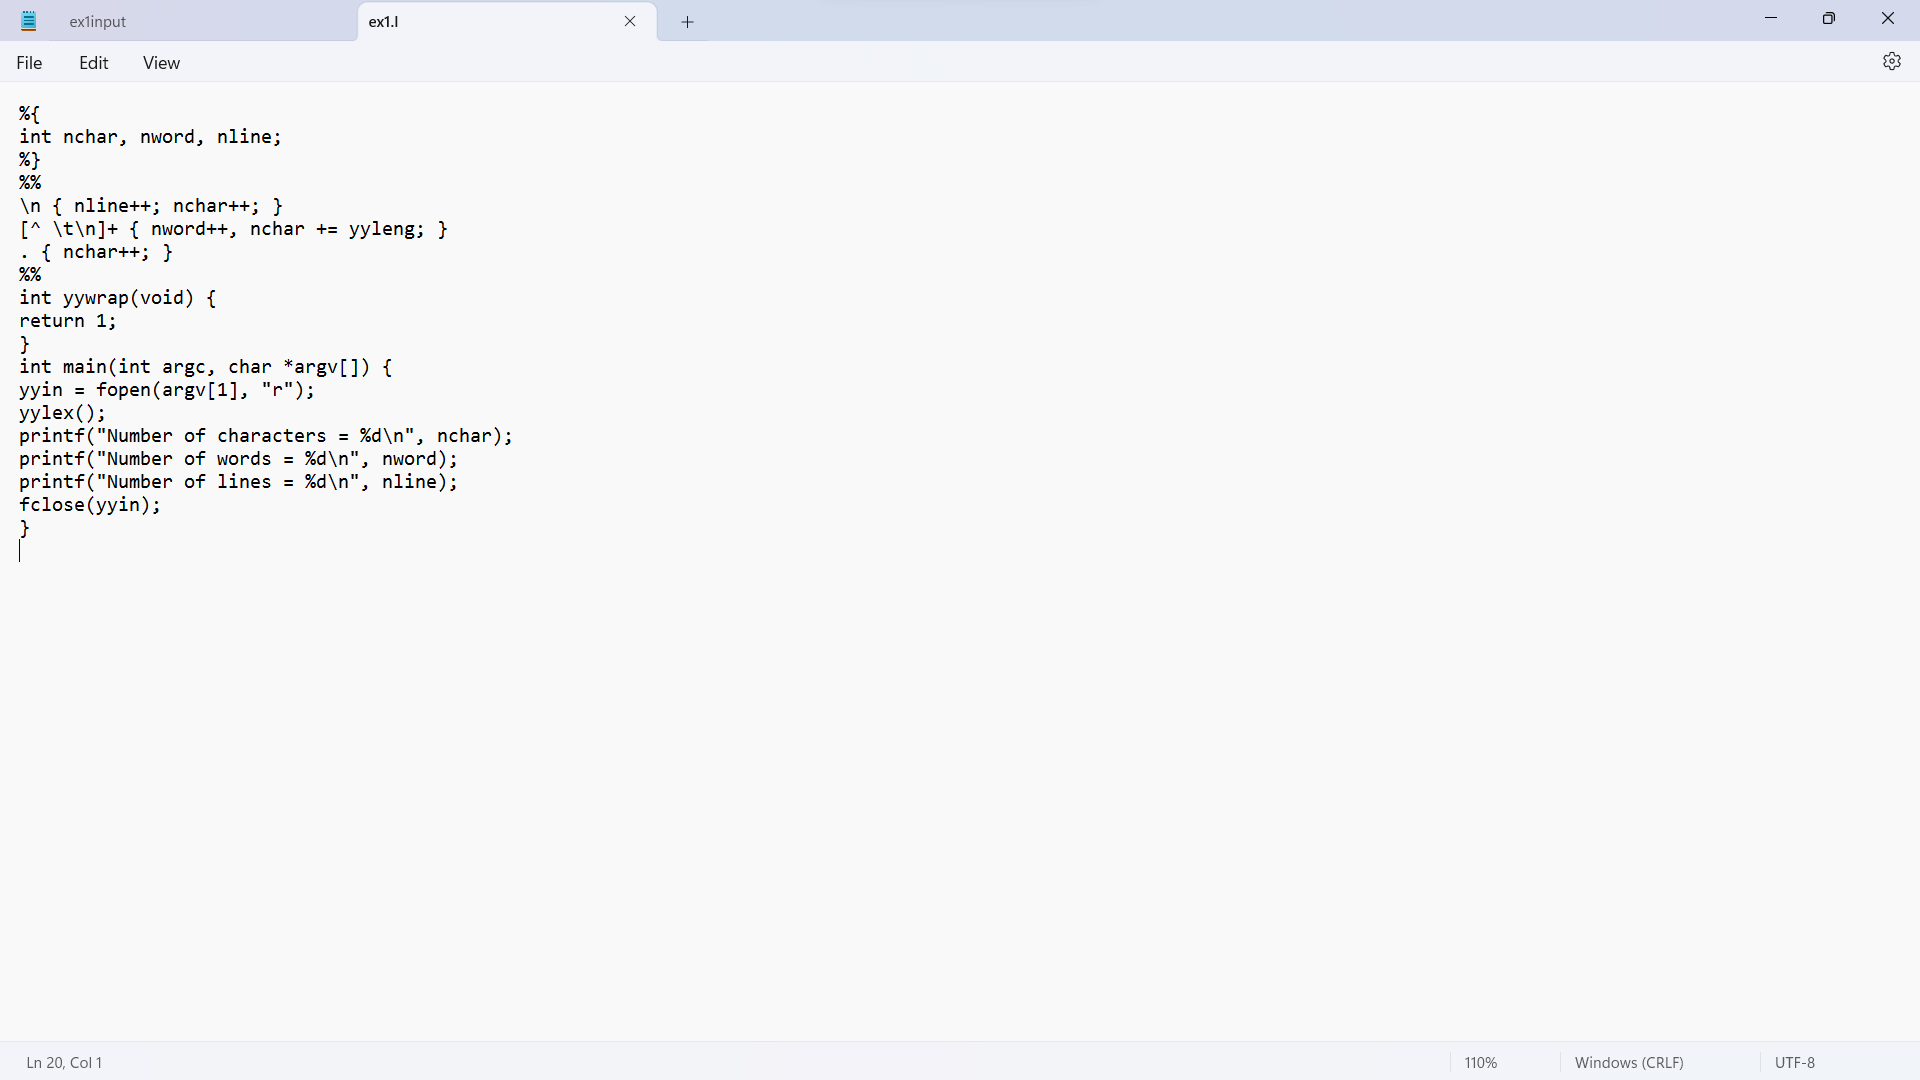 ex1input
ex1.l
File Edit View
%{
int nchar, nword, nline;
%}
%%
\n { nline++; nchar++; }
[^ \t\n]+ { nword++, nchar += yyleng; }
. { nchar++; }
%%
int yywrap(void) {
return 1;
}
int main(int argc, char *argv[]) {
yyin = fopen(argv[1], "r");
yylex();
printf("Number of characters = %d\n", nchar);
printf("Number of words = %d\n", nword);
printf("Number of lines = %d\n", nline);
fclose(yyin);
}
Ln 20, Col 1 110% Windows (CRLF) UTF-8